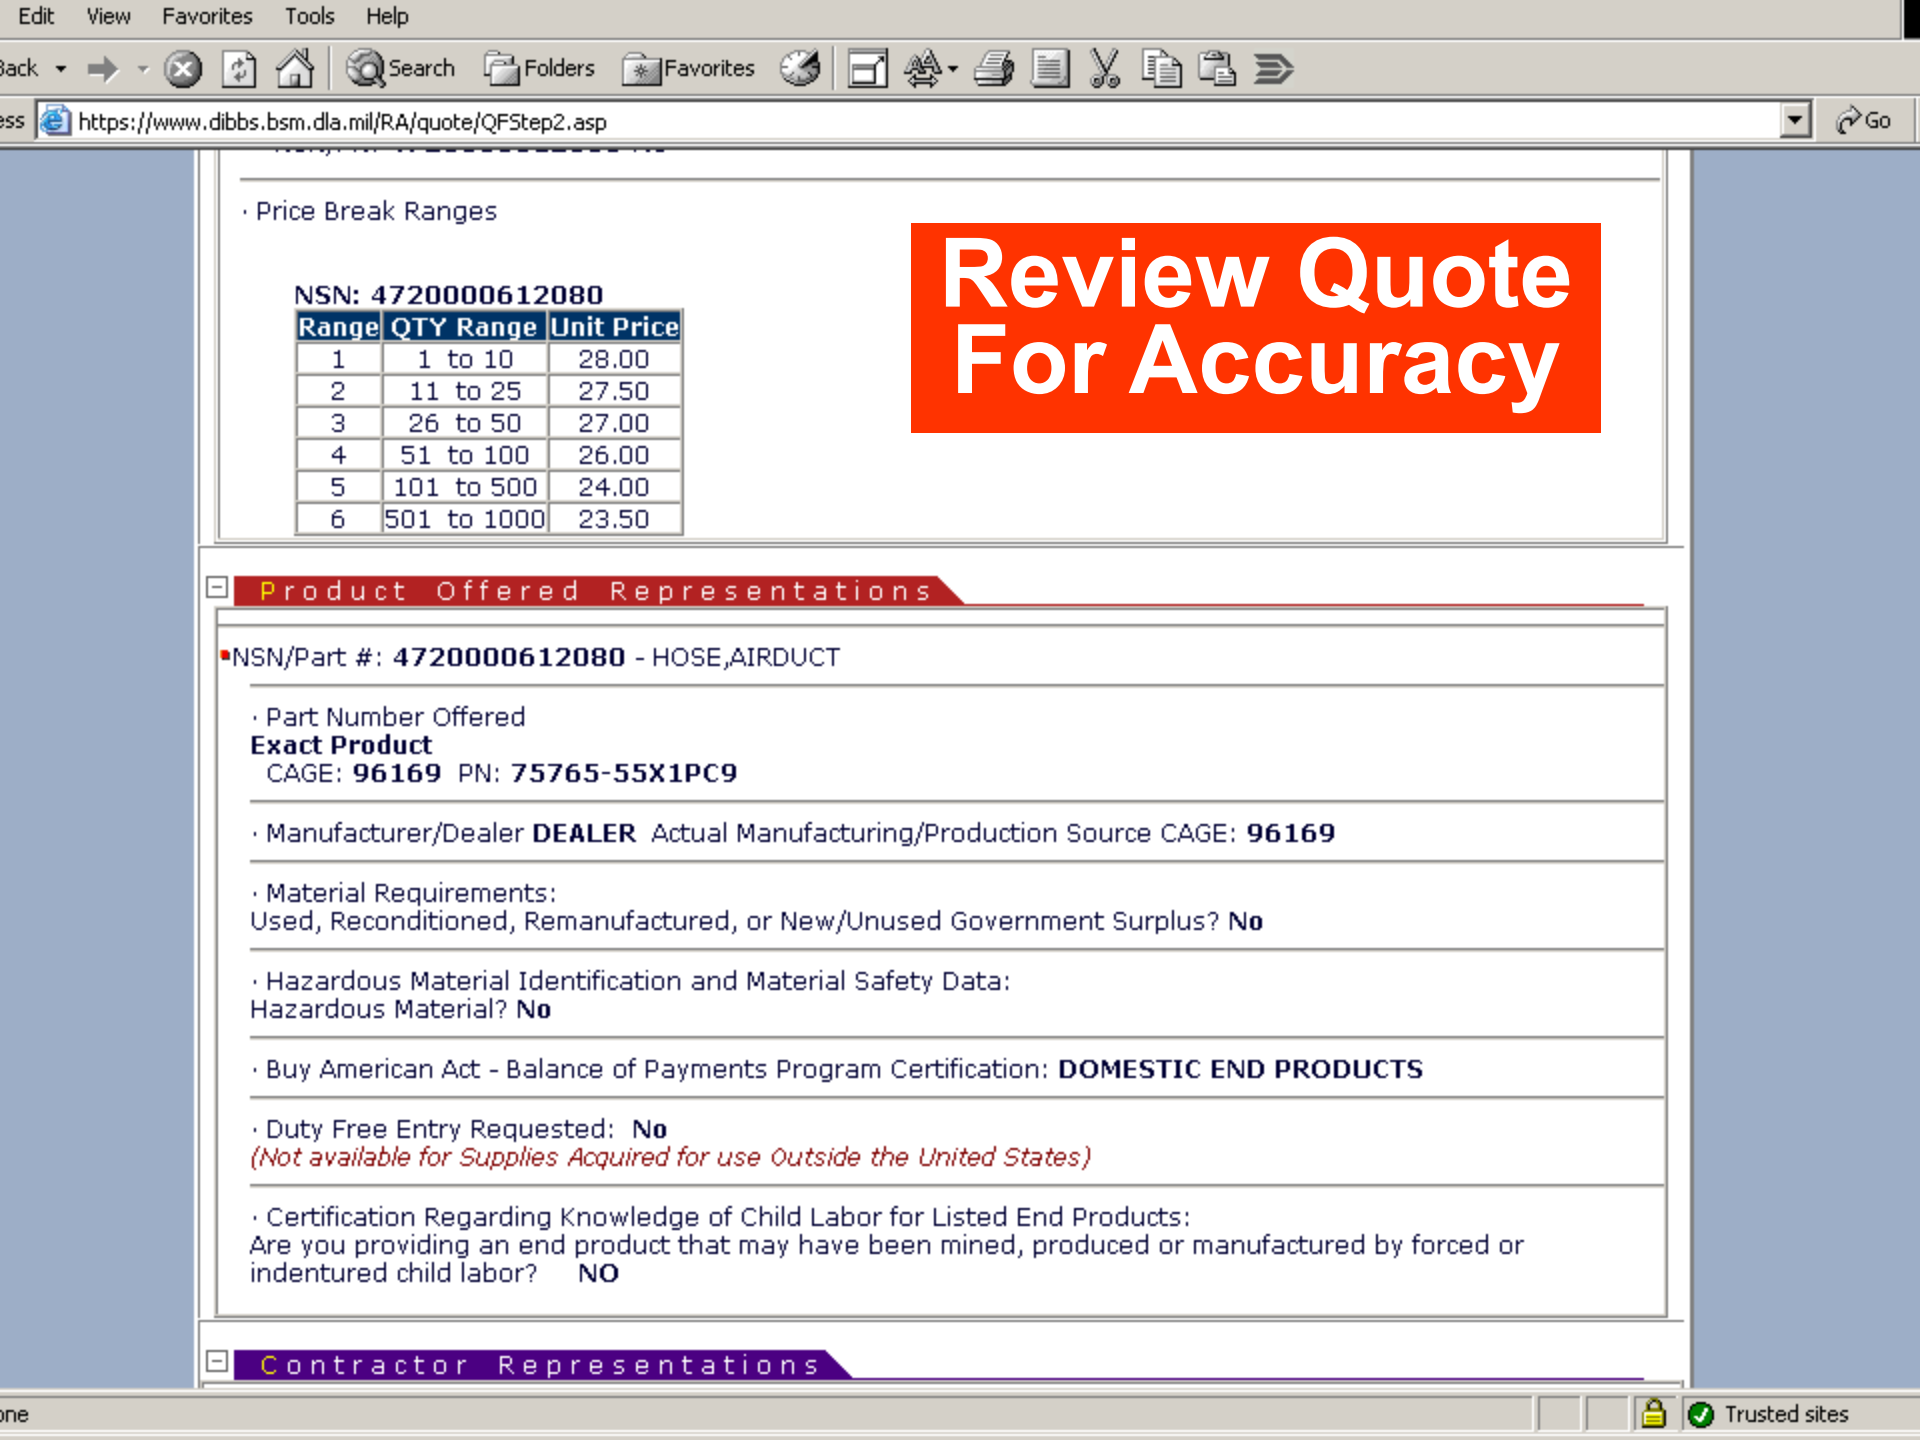 Edit View Favorites Tools Help
Back Search Folders Favorites
ess https://www.dibbs.bsm.dla.mil/RA/quote/QFStep2.asp Go
· Price Break Ranges
Review Quote
For Accuracy
NSN: 4720000612080
Range QTY Range Unit Price
1 1 to 10 28.00
2 11 to 25 27.50
3 26 to 50 27.00
4 51 to 100 26.00
5 101 to 500 24.00
6 501 to 1000 23.50
Product Offered Representations
NSN/Part #: 4720000612080 - HOSE,AIRDUCT
· Part Number Offered
Exact Product
CAGE: 96169 PN: 75765-55X1PC9
· Manufacturer/Dealer DEALER Actual Manufacturing/Production Source CAGE: 96169
· Material Requirements:
Used, Reconditioned, Remanufactured, or New/Unused Government Surplus? No
· Hazardous Material Identification and Material Safety Data:
Hazardous Material? No
· Buy American Act - Balance of Payments Program Certification: DOMESTIC END PRODUCTS
· Duty Free Entry Requested: No
(Not available for Supplies Acquired for use Outside the United States)
· Certification Regarding Knowledge of Child Labor for Listed End Products:
Are you providing an end product that may have been mined, produced or manufactured by forced or
indentured child labor? NO
Contractor Representations
one Trusted sites